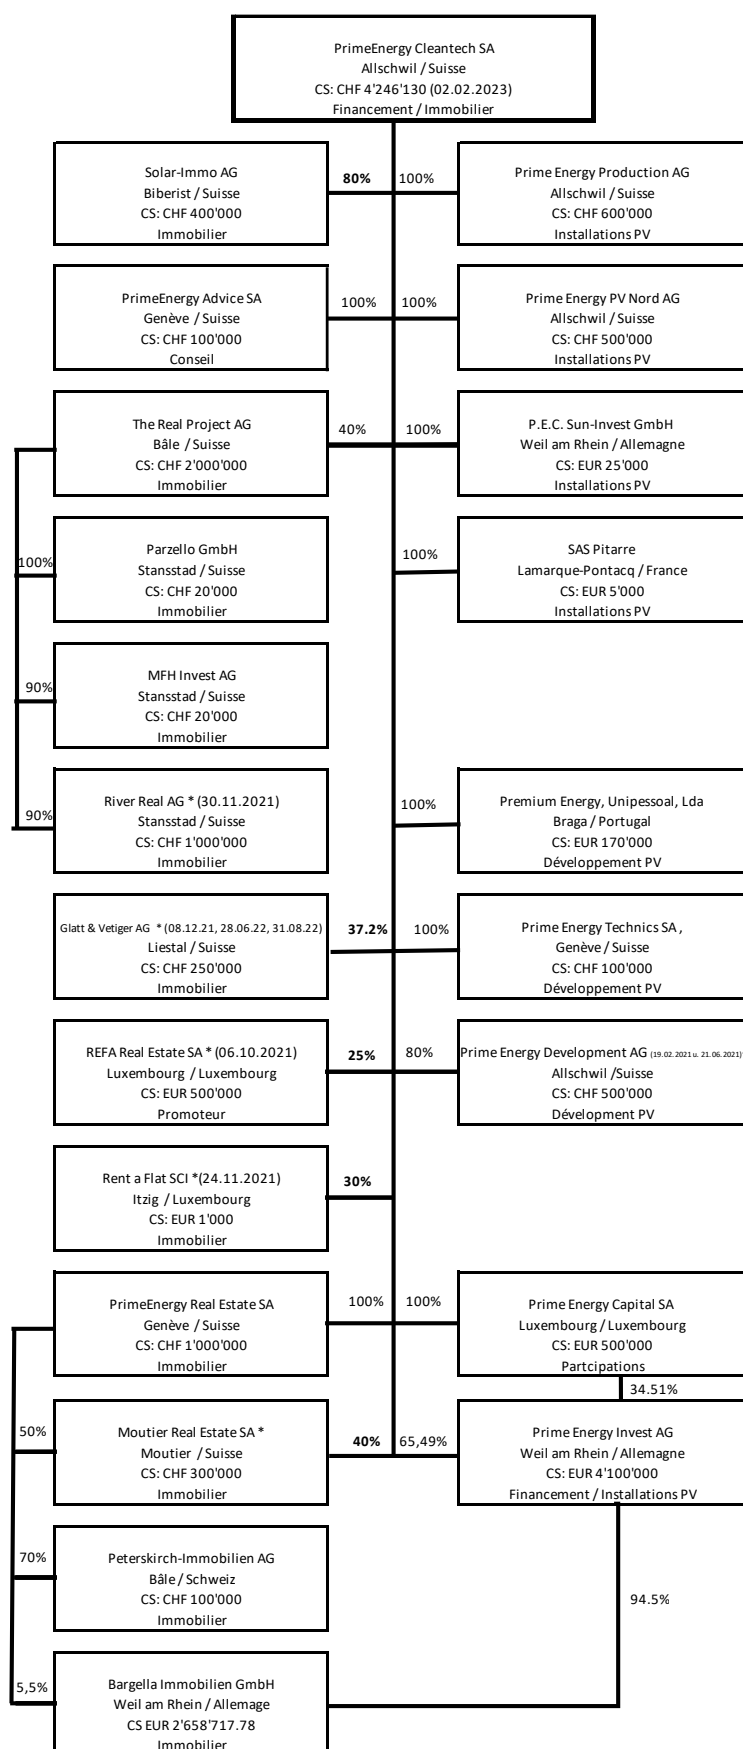 PrimeEnergy Cleantech SA
Allschwil / Suisse
CS: CHF 4'246'130 (02.02.2023)
Financement / Immobilier
Solar-Immo AG
Biberist / Suisse
CS: CHF 400'000
Immobilier
80%
100%
Prime Energy Production AG
Allschwil / Suisse
CS: CHF 600'000
Installations PV
PrimeEnergy Advice SA
Genève / Suisse
CS: CHF 100'000
Conseil
100%
100%
Prime Energy PV Nord AG
Allschwil / Suisse
CS: CHF 500'000
Installations PV
The Real Project AG
Bâle / Suisse
CS: CHF 2'000'000
Immobilier
40%
100%
P.E.C. Sun-Invest GmbH
Weil am Rhein / Allemagne
CS: EUR 25'000
Installations PV
100%
Parzello GmbH
Stansstad / Suisse
CS: CHF 20'000
Immobilier
100%
SAS Pitarre
Lamarque-Pontacq / France
CS: EUR 5'000
Installations PV
90%
MFH Invest AG
Stansstad / Suisse
CS: CHF 20'000
Immobilier
90%
River Real AG * (30.11.2021)
Stansstad / Suisse
CS: CHF 1'000'000
Immobilier
100%
Premium Energy, Unipessoal, Lda
Braga / Portugal
CS: EUR 170'000
Développement PV
Glatt & Vetiger AG * (08.12.21, 28.06.22, 31.08.22)
Liestal / Suisse
CS: CHF 250'000
Immobilier
37.2%
100%
Prime Energy Technics SA ,
Genève / Suisse
CS: CHF 100'000
Développement PV
REFA Real Estate SA * (06.10.2021)
Luxembourg / Luxembourg
CS: EUR 500'000
Promoteur
25%
80%
Prime Energy Development AG (19.02.2021 u. 21.06.2021)
Allschwil /Suisse
CS: CHF 500'000
Dévelopment PV
Rent a Flat SCI *(24.11.2021)
Itzig / Luxembourg
CS: EUR 1'000
Immobilier
30%
PrimeEnergy Real Estate SA
Genève / Suisse
CS: CHF 1'000'000
Immobilier
100%
100%
Prime Energy Capital SA
Luxembourg / Luxembourg
CS: EUR 500'000
Partcipations
34.51%
50%
Moutier Real Estate SA *
Moutier / Suisse
CS: CHF 300'000
Immobilier
40%
65,49%
Prime Energy Invest AG
Weil am Rhein / Allemagne
CS: EUR 4'100'000
Financement / Installations PV
70%
Peterskirch-Immobilien AG
Bâle / Schweiz
CS: CHF 100'000
Immobilier
94.5%
5,5%
Bargella Immobilien GmbH
Weil am Rhein / Allemage
CS EUR 2'658'717.78
Immobilier